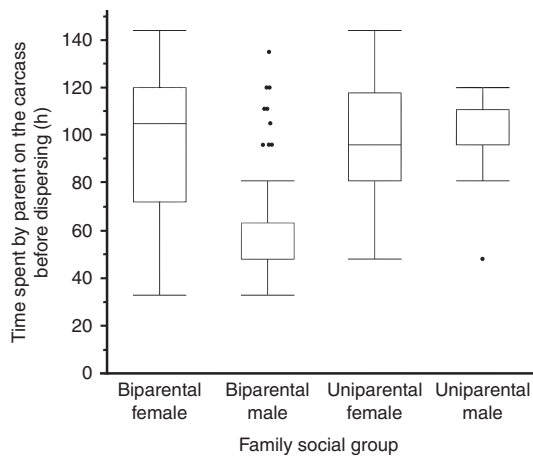 Time spent by parent on the carcass
before dispersing (h)
140
120
100
80
60
40
20
0
Biparental female
Biparental male
Uniparental female
Uniparental male
Family social group